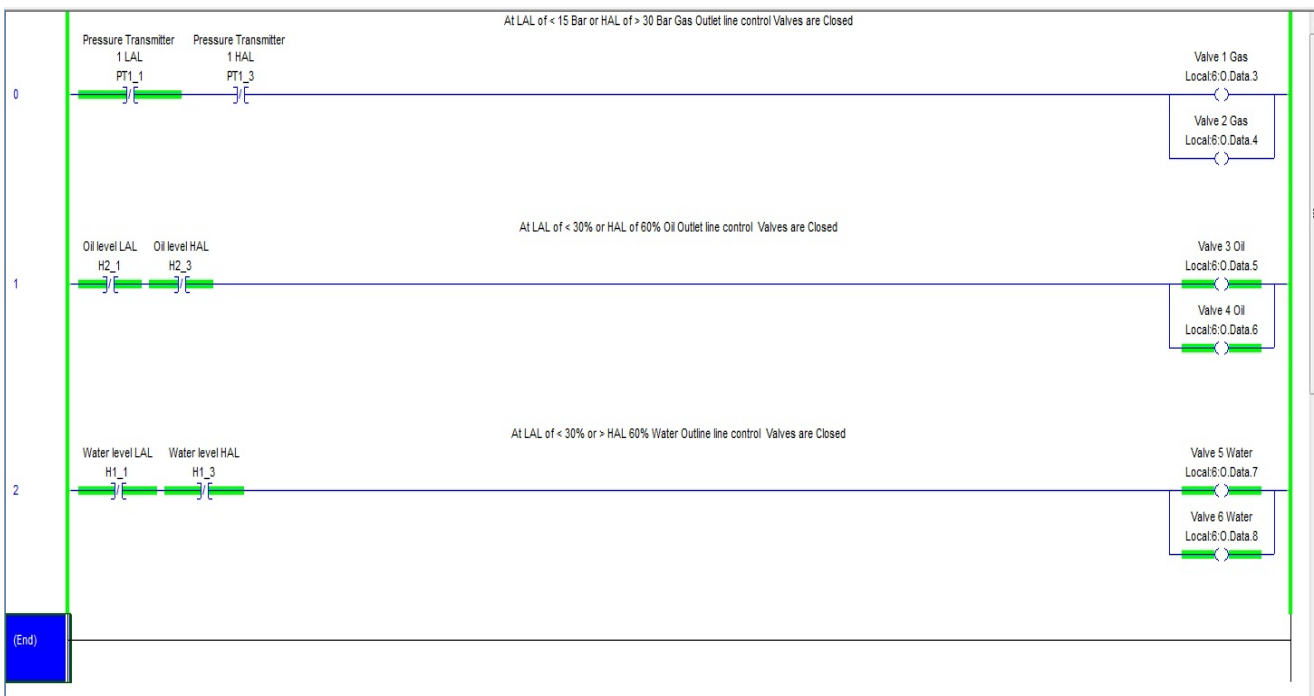 At LAL of < 15 Bar or HAL of > 30 Bar Gas Outlet line control Valves are Closed
Pressure Transmitter
1 LAL
PT1_1
Pressure Transmitter
1 HAL
PT1_3
Valve 1 Gas
Local:6:O.Data.3
0
Valve 2 Gas
Local:6:O.Data.4
At LAL of < 30% or HAL of 60% Oil Outlet line control Valves are Closed
Oil level LAL
H2_1
Oil level HAL
H2_3
Valve 3 Oil
Local:6:O.Data.5
1
Valve 4 Oil
Local:6:O.Data.6
At LAL of < 30% or > HAL 60% Water Outline line control Valves are Closed
Water level LAL
H1_1
Water level HAL
H1_3
Valve 5 Water
Local:6:O.Data.7
2
Valve 6 Water
Local:6:O.Data.8
(End)